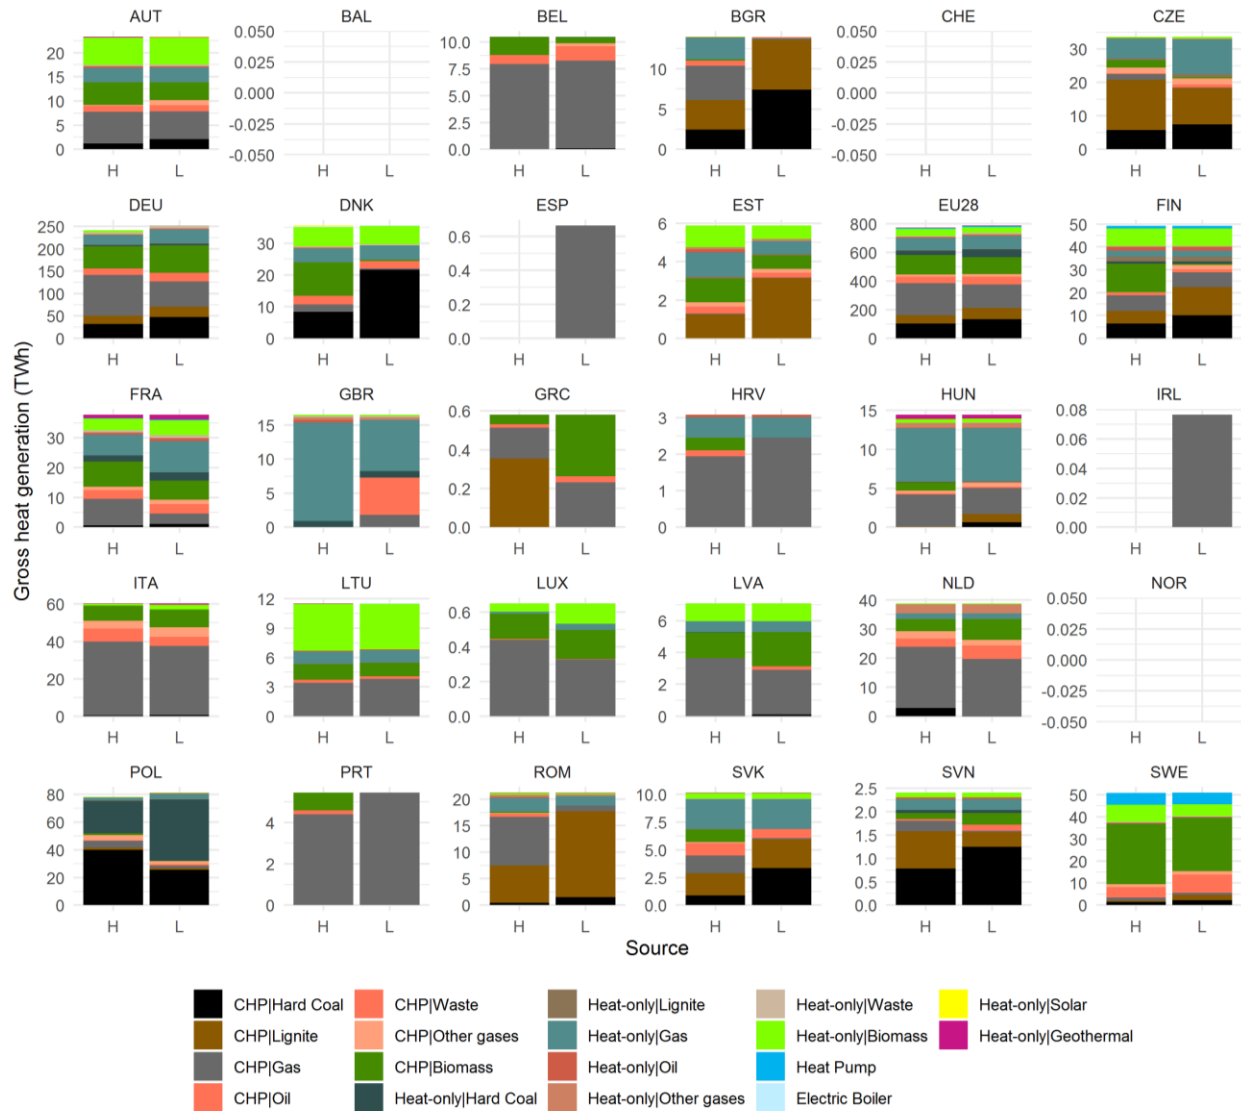 AUT BAL BEL BGR CHE CZE
20 15 10 5 0
0.050 0.025 0.000 -0.025 -0.050
10.0 7.5 5.0 2.5 0.0
10 5 0
0.050 0.025 0.000 -0.025 -0.050
30 20 10 0
H L H L H L H L H L H L
DEU DNK ESP EST EU28 FIN
250 200 150 100 50 0
30 20 10 0
0.6 0.4 0.2 0.0
6 4 2 0
800 600 400 200 0
50 40 30 20 10 0
H L H L H L H L H L H L
Gross heat generation (TWh)
FRA GBR GRC HRV HUN IRL
30 20 10 0
15 10 5 0
0.6 0.4 0.2 0.0
3 2 1 0
15 10 5 0
0.08 0.06 0.04 0.02 0.00
H L H L H L H L H L H L
ITA LTU LUX LVA NLD NOR
60 40 20 0
12 9 6 3 0
0.6 0.4 0.2 0.0
6 4 2 0
40 30 20 10 0
0.050 0.025 0.000 -0.025 -0.050
H L H L H L H L H L H L
POL PRT ROM SVK SVN SWE
80 60 40 20 0
4 2 0
20 15 10 5 0
10.0 7.5 5.0 2.5 0.0
2.5 2.0 1.5 1.0 0.5 0.0
50 40 30 20 10 0
H L H L H L H L H L H L
Source
CHP|Hard Coal CHP|Waste Heat-only|Lignite Heat-only|Waste Heat-only|Solar
CHP|Lignite CHP|Other gases Heat-only|Gas Heat-only|Biomass Heat-only|Geothermal
CHP|Gas CHP|Biomass Heat-only|Oil Heat Pump
CHP|Oil Heat-only|Hard Coal Heat-only|Other gases Electric Boiler